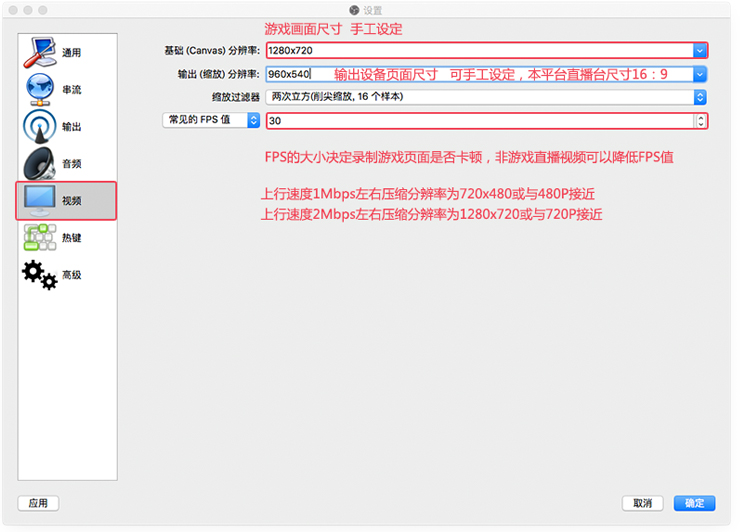 设置
游戏画面尺寸 手工设定
通用
基础 (Canvas) 分辨率: 1280x720
串流
输出 (缩放) 分辨率: 960x540 输出设备页面尺寸 可手工设定，本平台直播台尺寸16：9
缩放过滤器 两次立方(削尖缩放, 16 个样本)
输出
常见的 FPS 值 30
音频
FPS的大小决定录制游戏页面是否卡顿，非游戏直播视频可以降低FPS值
视频
上行速度1Mbps左右压缩分辨率为720x480或与480P接近
上行速度2Mbps左右压缩分辨率为1280x720或与720P接近
热键
高级
应用
取消
确定